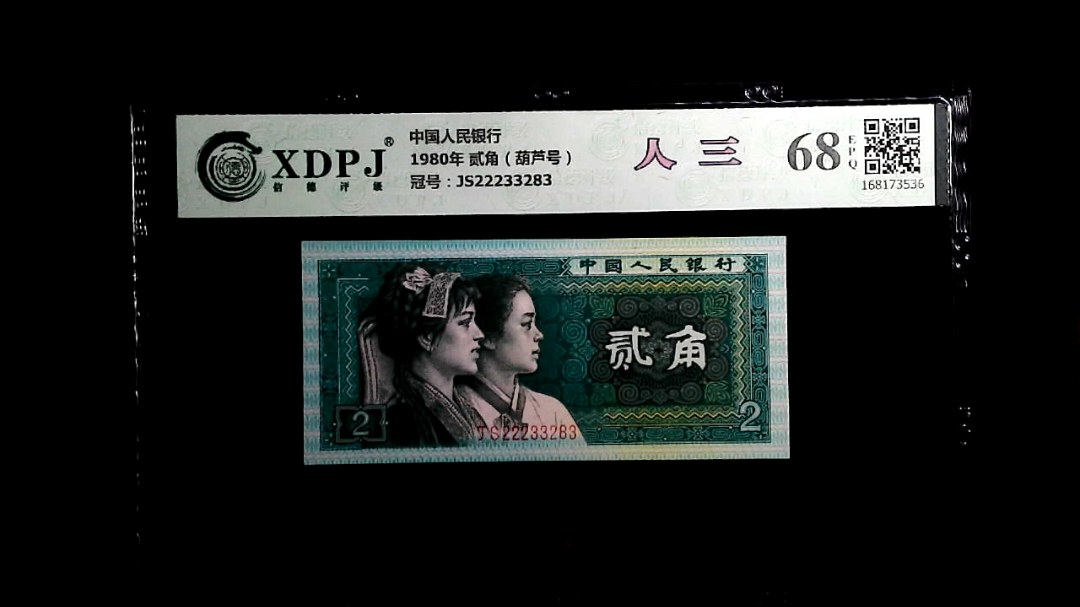 XDPJ®
信德评级
中国人民银行
1980年 贰角（葫芦号）
冠号：JS22233283
人三
68
EPQ
168173536
中国人民银行
贰角
2
2
JS22233283